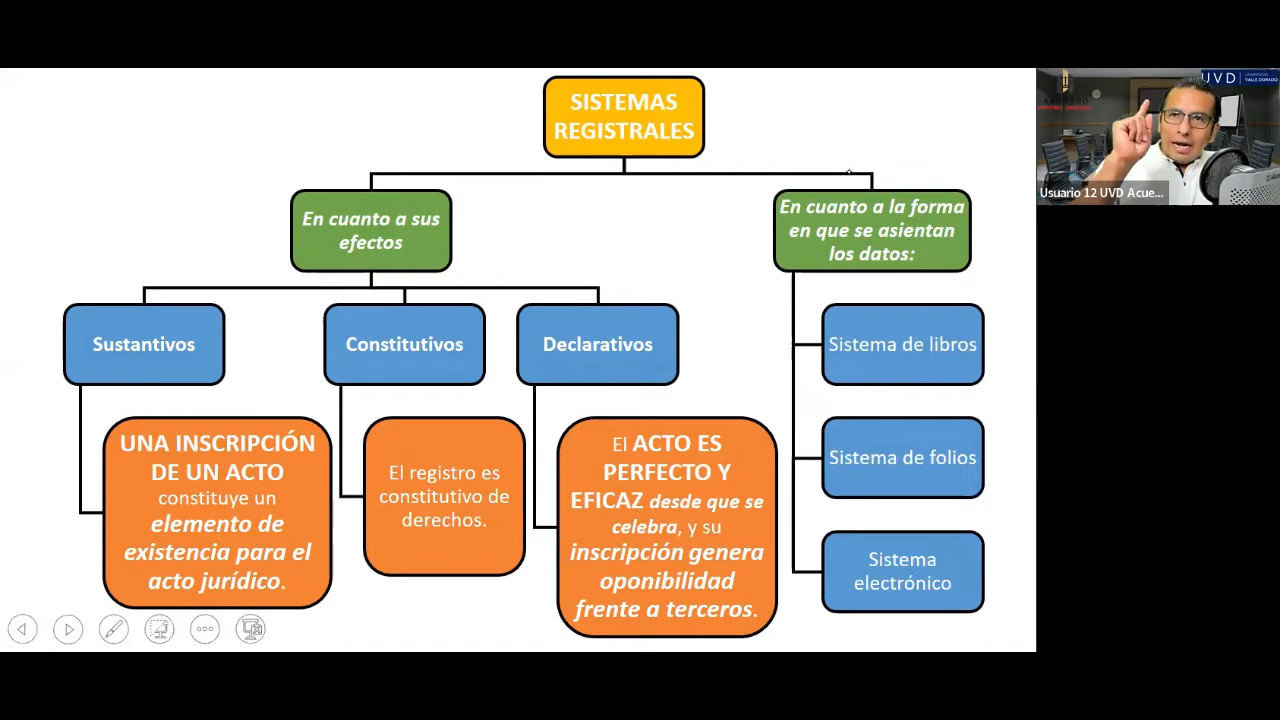 SISTEMAS
REGISTRALES
En cuanto a sus
efectos
Sustantivos
UNA INSCRIPCIÓN
DE UN ACTO
constituye un
elemento de
existencia para el
acto jurídico.
Constitutivos
El registro es
constitutivo de
derechos.
Declarativos
El ACTO ES
PERFECTO Y
EFICAZ desde que se
celebra, y su
inscripción genera
oponibilidad
frente a terceros.
En cuanto a la forma
en que se asientan
los datos:
Sistema de libros
Sistema de folios
Sistema
electrónico
UVD
UNIVERSIDAD
VALLE DORADO
Usuario 12 UVD Acue...